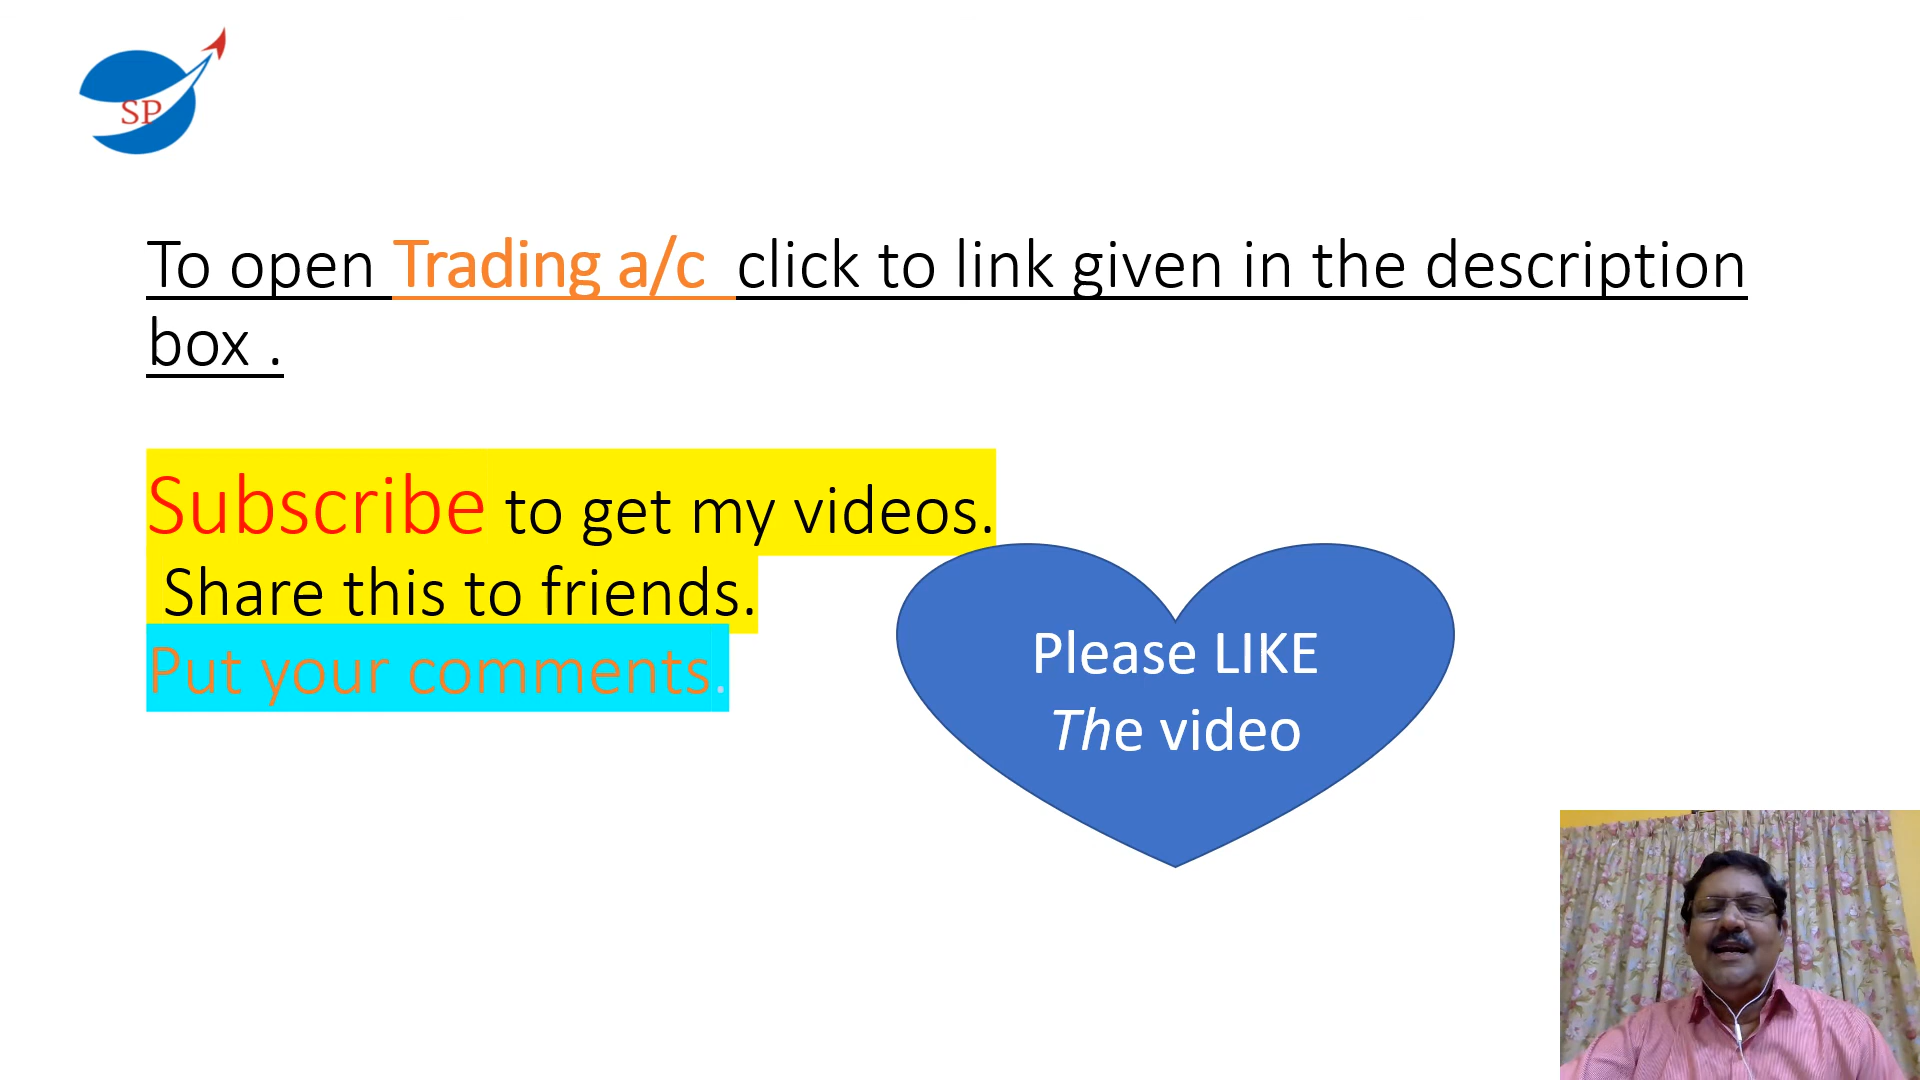 SP
To open Trading a/c click to link given in the description
box .
Subscribe to get my videos.
Share this to friends.
Put your comments.
Please LIKE
The video